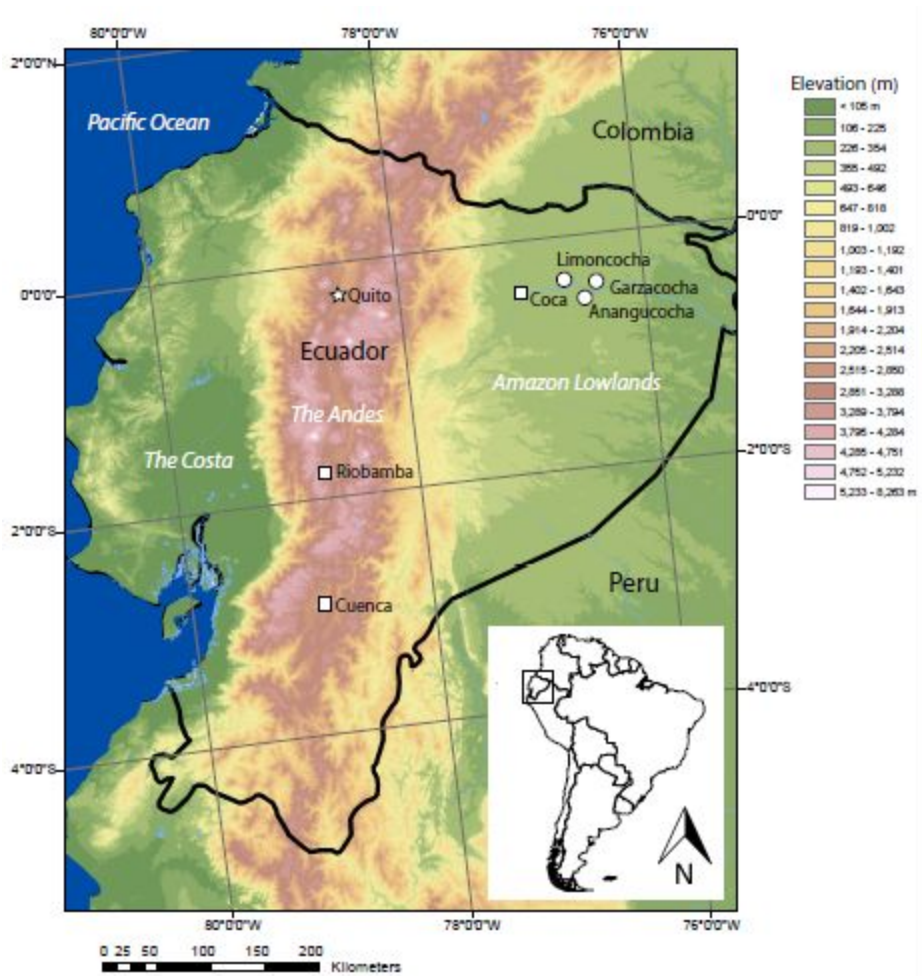 80°0'0"W
78°0'0"W
76°0'0"W
2°0'0"N
Elevation (m)
< 105 m
106 - 225
226 - 354
355 - 492
493 - 646
647 - 818
819 - 1,002
1,003 - 1,192
1,193 - 1,401
1,402 - 1,643
1,644 - 1,913
1,914 - 2,204
2,205 - 2,514
2,515 - 2,850
2,851 - 3,288
3,289 - 3,794
3,795 - 4,284
4,285 - 4,751
4,752 - 5,232
5,233 - 8,263 m
Pacific Ocean
Colombia
0°0'0"
Limoncocha
Garzacocha
Coca
Anangucocha
0°0'0"
Quito
Ecuador
Amazon Lowlands
The Andes
The Costa
Riobamba
2°0'0"S
2°0'0"S
Peru
Cuenca
4°0'0"S
4°0'0"S
N
80°0'0"W
78°0'0"W
76°0'0"W
0 25 50 100 150 200
Kilometers